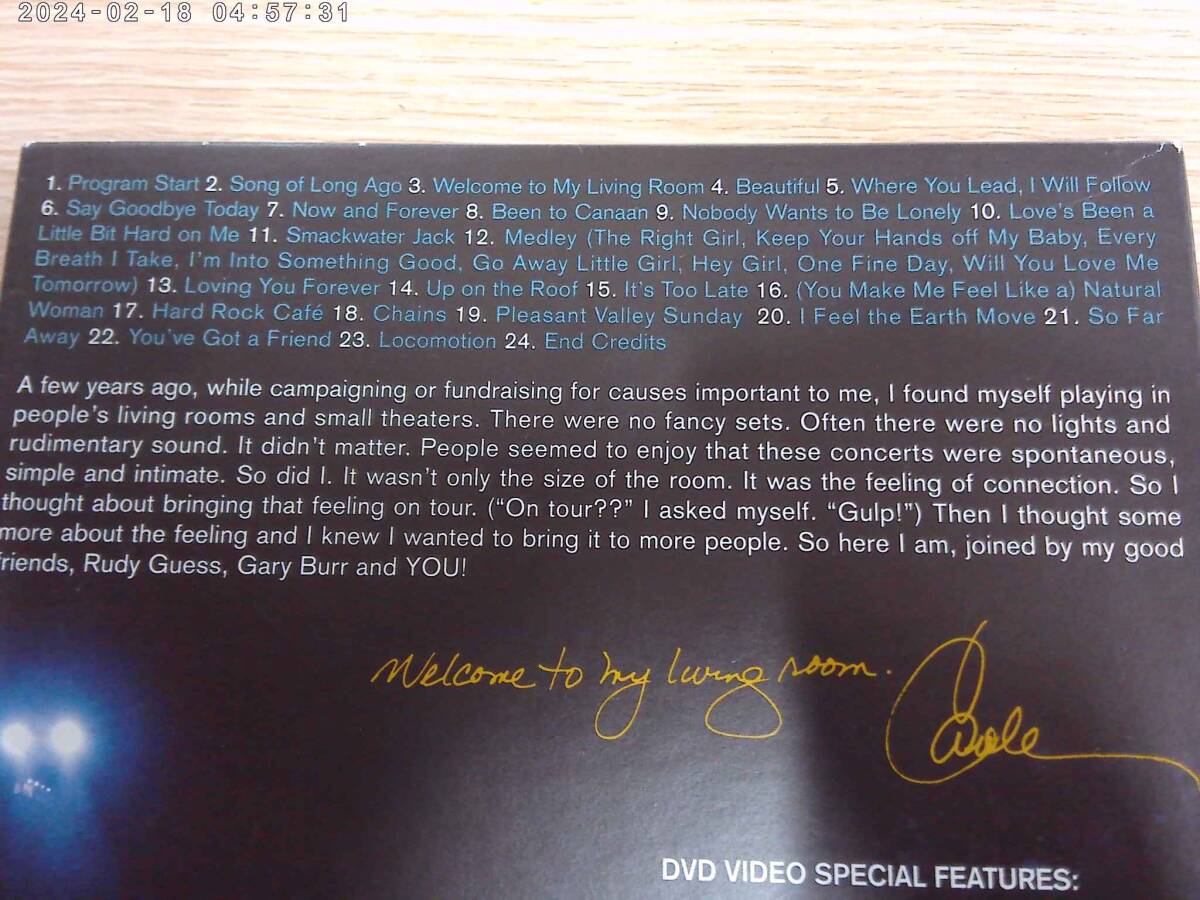 2024-02-18 04:57:31
1. Program Start 2. Song of Long Ago 3. Welcome to My Living Room 4. Beautiful 5. Where You Lead, I Will Follow
6. Say Goodbye Today 7. Now and Forever 8. Been to Canaan 9. Nobody Wants to Be Lonely 10. Love's Been a
Little Bit Hard on Me 11. Smackwater Jack 12. Medley (The Right Girl, Keep Your Hands off My Baby, Every
Breath I Take, I'm Into Something Good, Go Away Little Girl, Hey Girl, One Fine Day, Will You Love Me
Tomorrow) 13. Loving You Forever 14. Up on the Roof 15. It's Too Late 16. (You Make Me Feel Like a) Natural
Woman 17. Hard Rock Café 18. Chains 19. Pleasant Valley Sunday 20. I Feel the Earth Move 21. So Far
Away 22. You've Got a Friend 23. Locomotion 24. End Credits
A few years ago, while campaigning or fundraising for causes important to me, I found myself playing in
people's living rooms and small theaters. There were no fancy sets. Often there were no lights and
rudimentary sound. It didn't matter. People seemed to enjoy that these concerts were spontaneous,
simple and intimate. So did I. It wasn't only the size of the room. It was the feeling of connection. So I
thought about bringing that feeling on tour. ("On tour??" I asked myself. "Gulp!") Then I thought some
more about the feeling and I knew I wanted to bring it to more people. So here I am, joined by my good
friends, Rudy Guess, Gary Burr and YOU!
Welcome to my living room.
Carole
DVD VIDEO SPECIAL FEATURES: